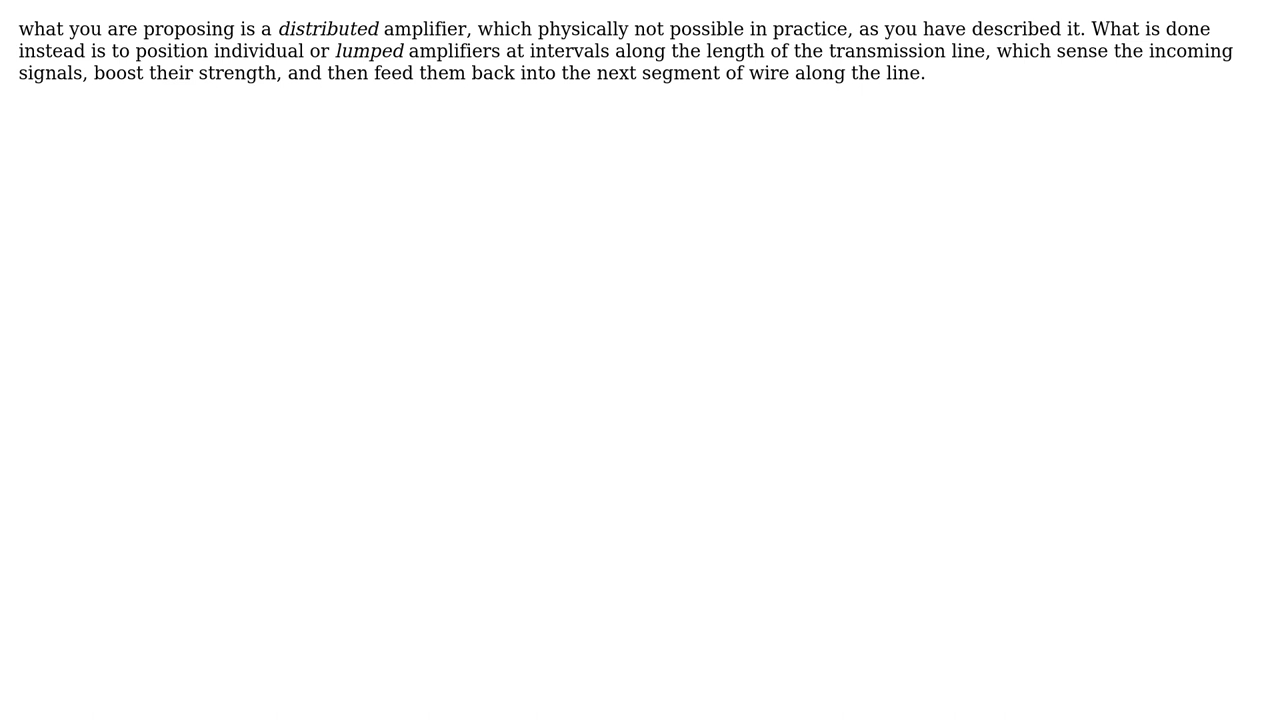 what you are proposing is a distributed amplifier, which physically not possible in practice, as you have described it. What is done
instead is to position individual or lumped amplifiers at intervals along the length of the transmission line, which sense the incoming
signals, boost their strength, and then feed them back into the next segment of wire along the line.